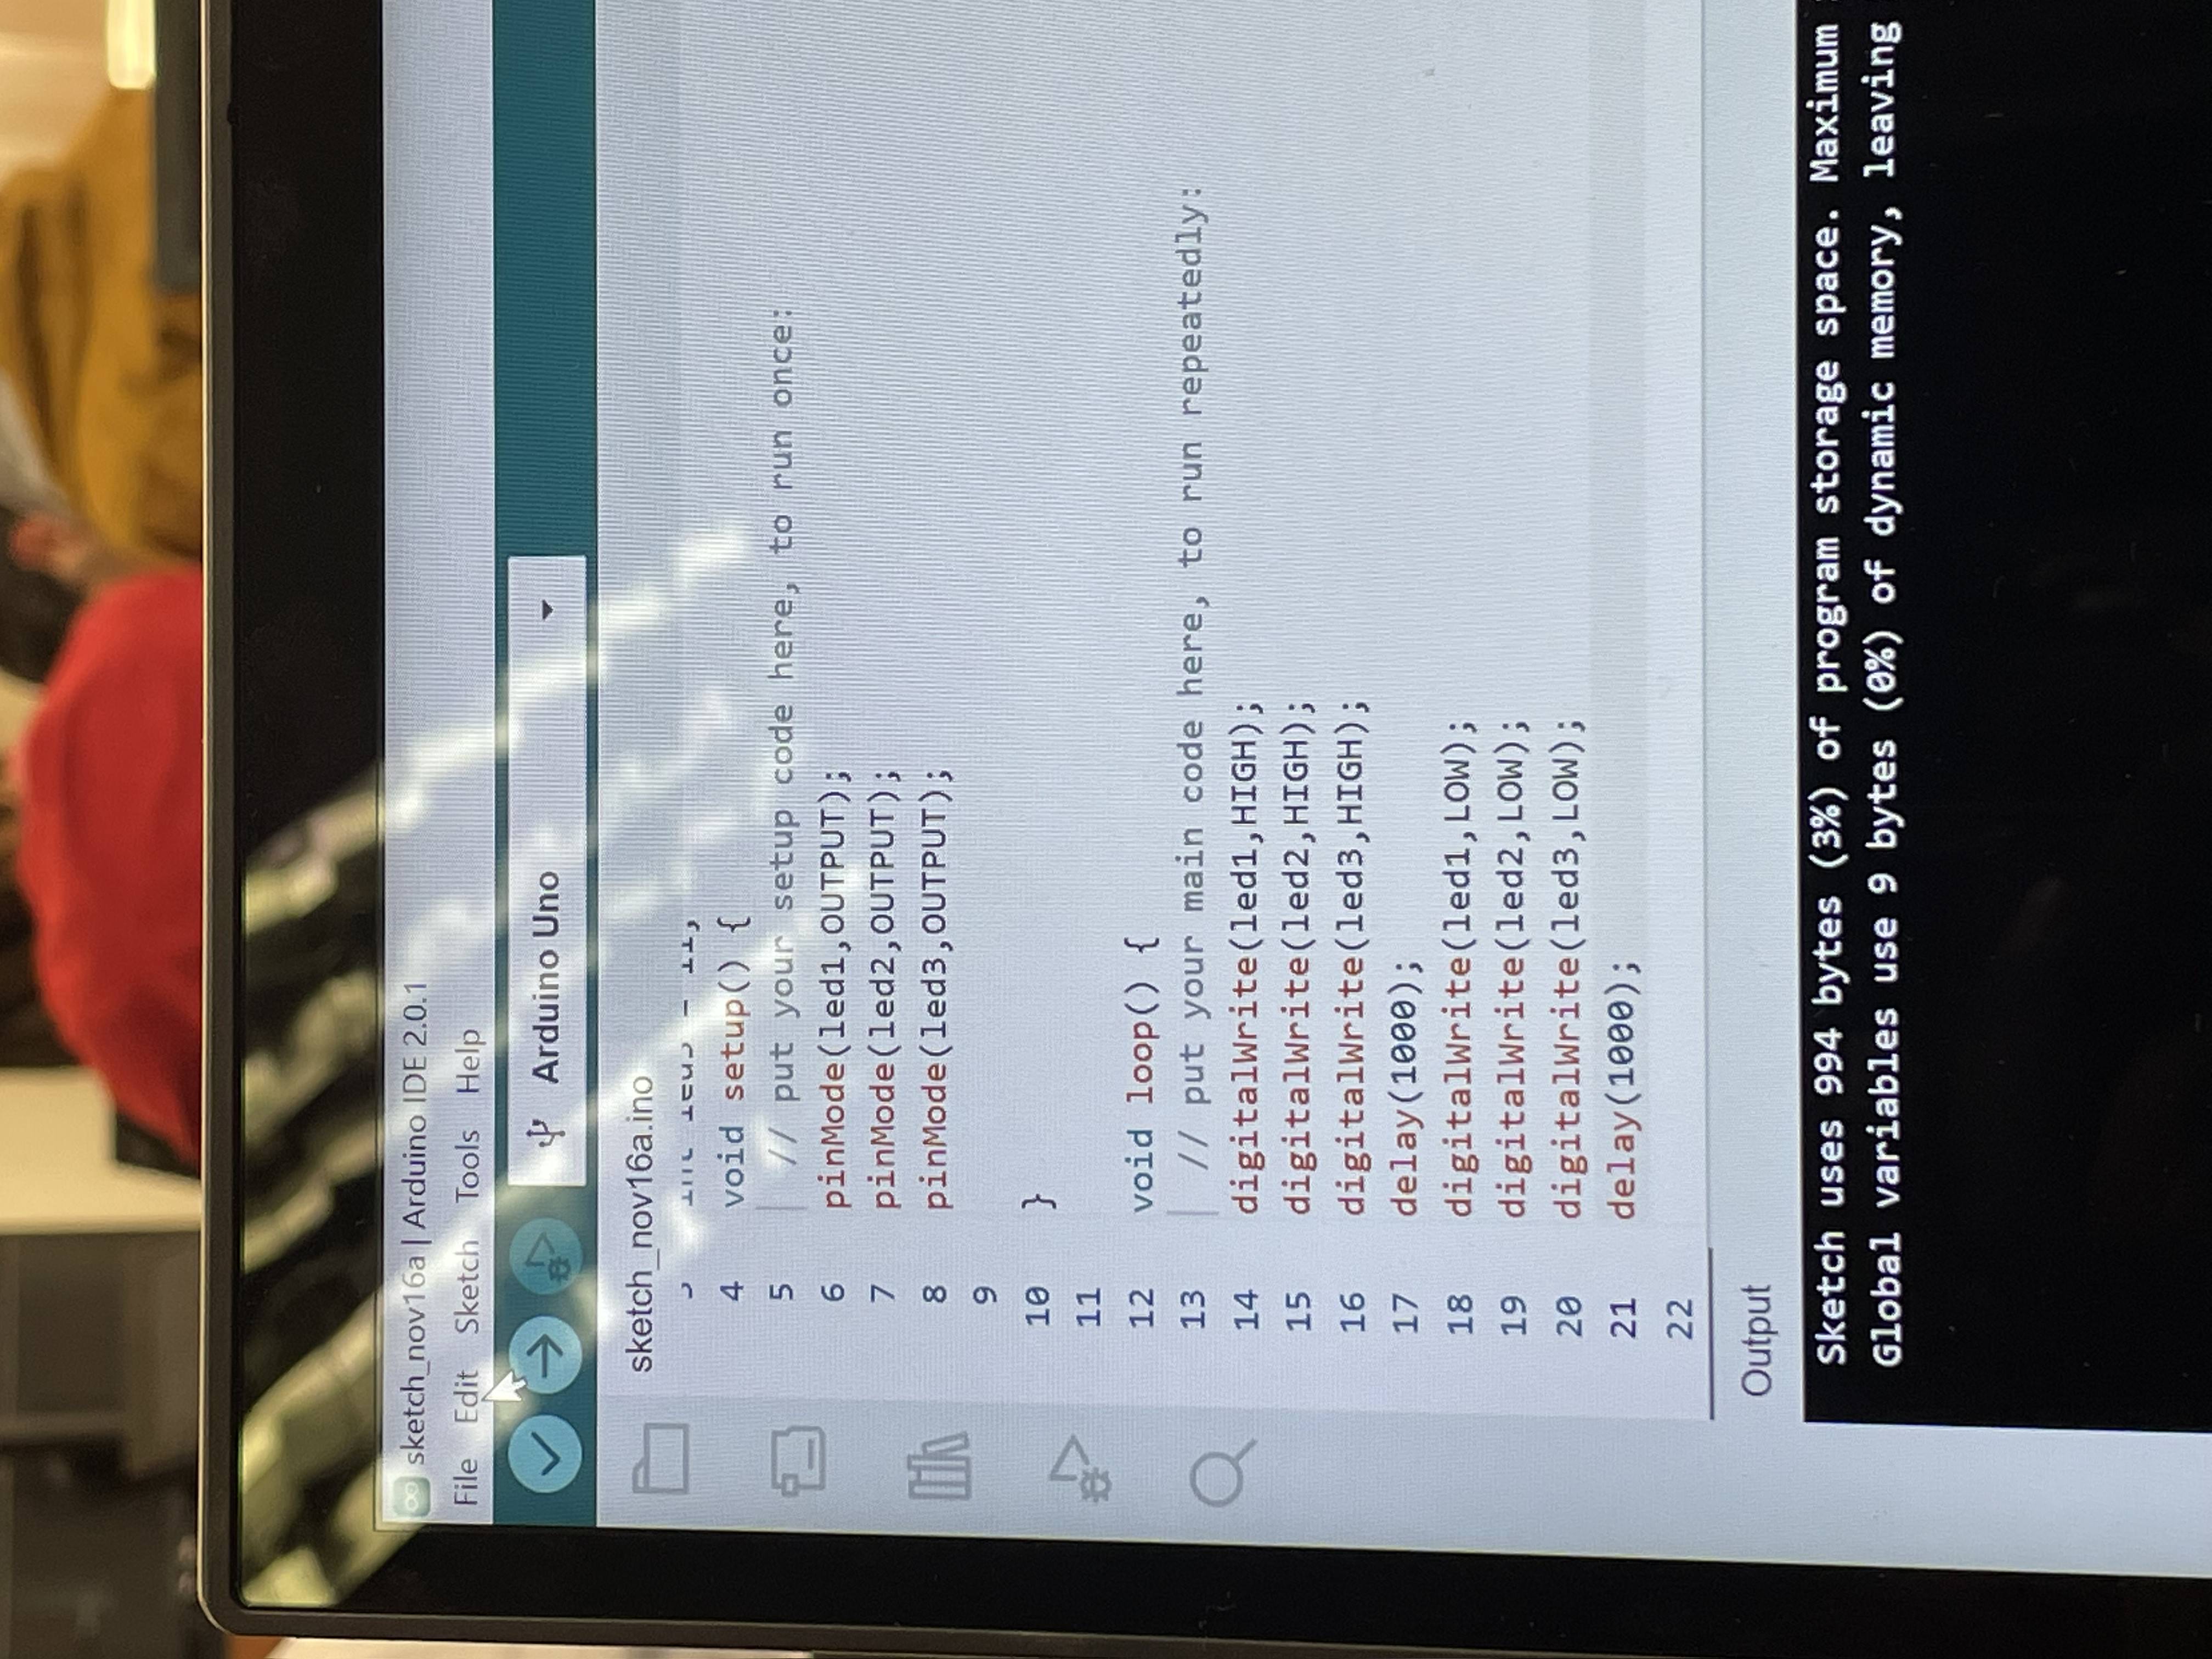 sketch_nov16a | Arduino IDE 2.0.1
File Edit Sketch Tools Help
Arduino Uno
sketch_nov16a.ino
4 void setup() {
5 // put your setup code here, to run once:
6 pinMode(led1,OUTPUT);
7 pinMode(led2,OUTPUT);
8 pinMode(led3,OUTPUT);
9
10 }
11
12 void loop() {
13 // put your main code here, to run repeatedly:
14 digitalWrite(led1,HIGH);
15 digitalWrite(led2,HIGH);
16 digitalWrite(led3,HIGH);
17 delay(1000);
18 digitalWrite(led1,LOW);
19 digitalWrite(led2,LOW);
20 digitalWrite(led3,LOW);
21 delay(1000);
22
Output
Sketch uses 994 bytes (3%) of program storage space. Maximum
Global variables use 9 bytes (0%) of dynamic memory, leaving